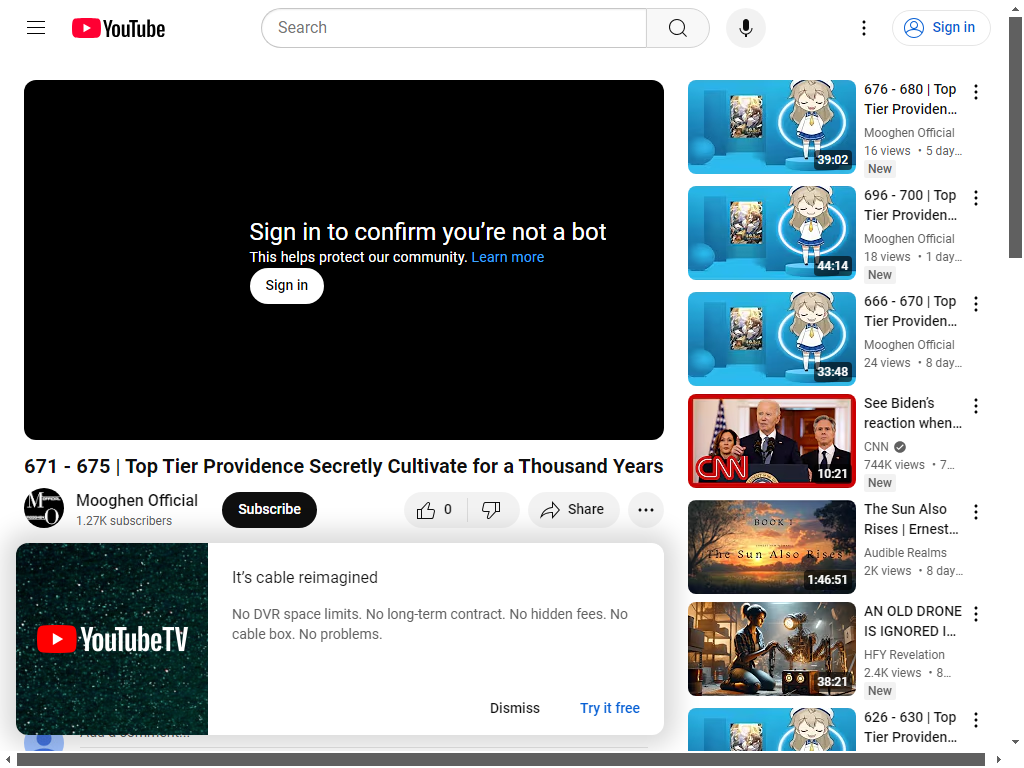 YouTube
Search
Sign in
Sign in to confirm you’re not a bot
This helps protect our community. Learn more
Sign in
671 - 675 | Top Tier Providence Secretly Cultivate for a Thousand Years
Mooghen Official
1.27K subscribers
Subscribe
0
Share
YouTubeTV
It’s cable reimagined
No DVR space limits. No long-term contract. No hidden fees. No
cable box. No problems.
Dismiss
Try it free
Add a comment...
676 - 680 | Top
Tier Providen...
Mooghen Official
16 views • 5 day...
New
39:02
696 - 700 | Top
Tier Providen...
Mooghen Official
18 views • 1 day...
New
44:14
666 - 670 | Top
Tier Providen...
Mooghen Official
24 views • 8 day...
33:48
See Biden’s
reaction when...
CNN
744K views • 7...
New
CNN
10:21
The Sun Also
Rises | Ernest...
Audible Realms
2K views • 8 day...
BOOK 1
The Sun Also Rises
1:46:51
AN OLD DRONE
IS IGNORED I...
HFY Revelation
2.4K views • 8...
New
38:21
626 - 630 | Top
Tier Providen...